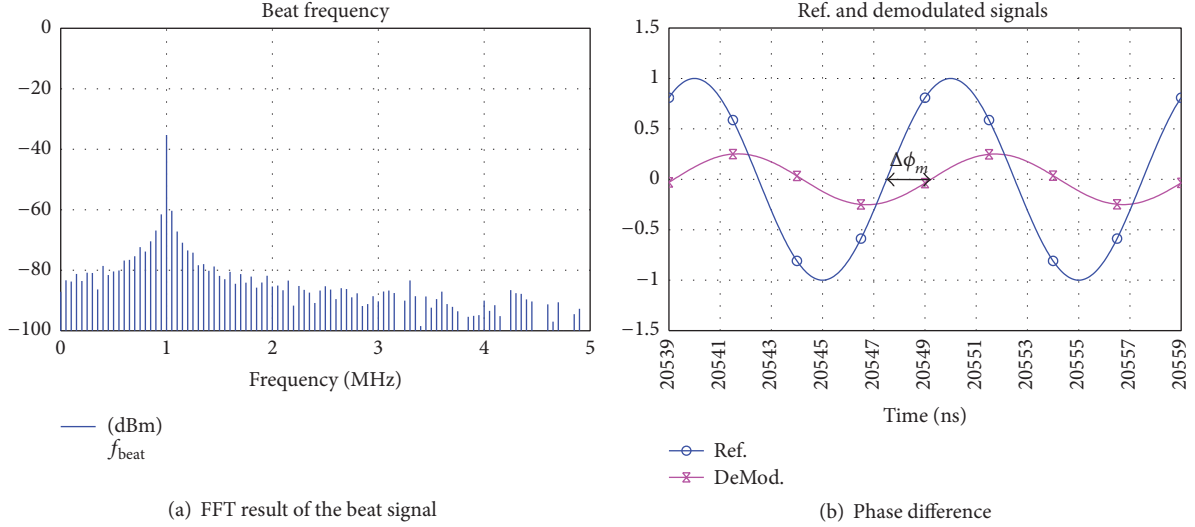 Beat frequency
0
−20
−40
−60
−80
−100
0 1 2 3 4 5
Frequency (MHz)
(dBm)
f_beat
(a) FFT result of the beat signal
Ref. and demodulated signals
1.5
1
0.5
0
−0.5
−1
−1.5
Δϕ_m
20539 20541 20543 20545 20547 20549 20551 20553 20555 20557 20559
Time (ns)
Ref.
DeMod.
(b) Phase difference